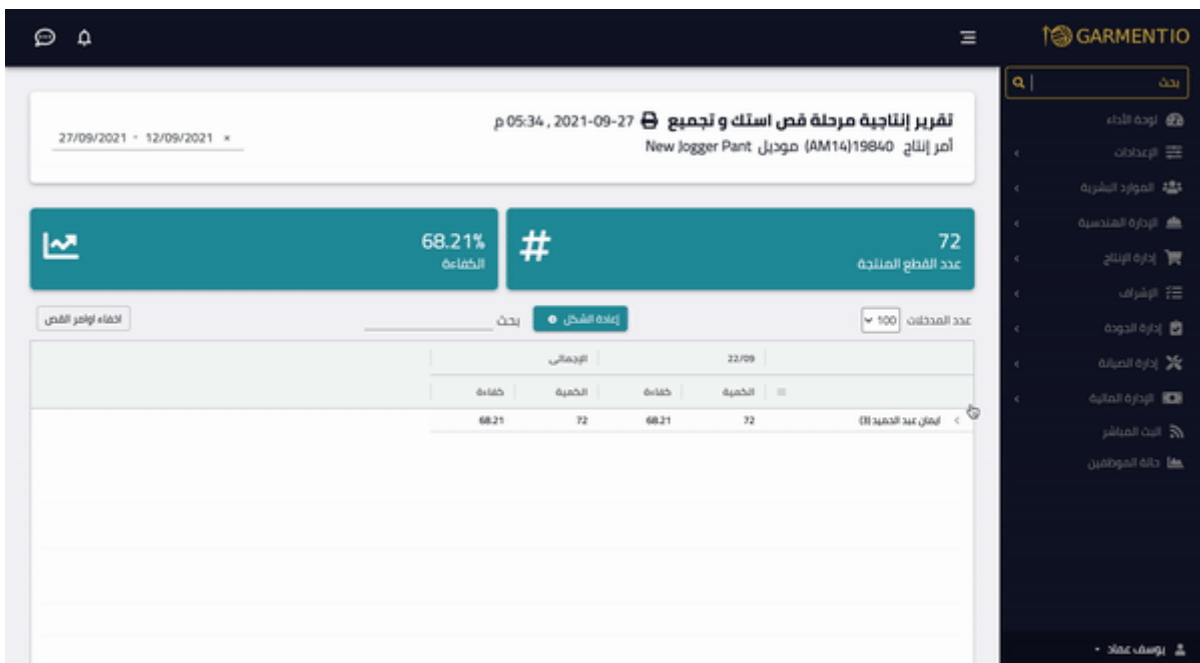 GARMENTIO
بحث
لوحة الأداء
الإعدادات
الموارد البشرية
الإدارة الهندسية
إدارة الإنتاج
الإشراف
إدارة الجودة
إدارة الصيانة
الإدارة المالية
البث المباشر
حالة الموظفين
يوسف عماد
تقرير إنتاجية مرحلة قص استك و تجميع 27-09-2021 , 05:34 م
أمر إنتاج 19840(AM14) موديل New Jogger Pant
12/09/2021 - 27/09/2021 ×
72
عدد القطع المنتجة
68.21%
الكفاءة
عدد المدخلات 100
إعادة الشكل
بحث
اخفاء اوامر القص
22/09 الإجمالى
الكمية كفاءة الكمية كفاءة
ايمان عبد الحميد (3) 72 68.21 72 68.21